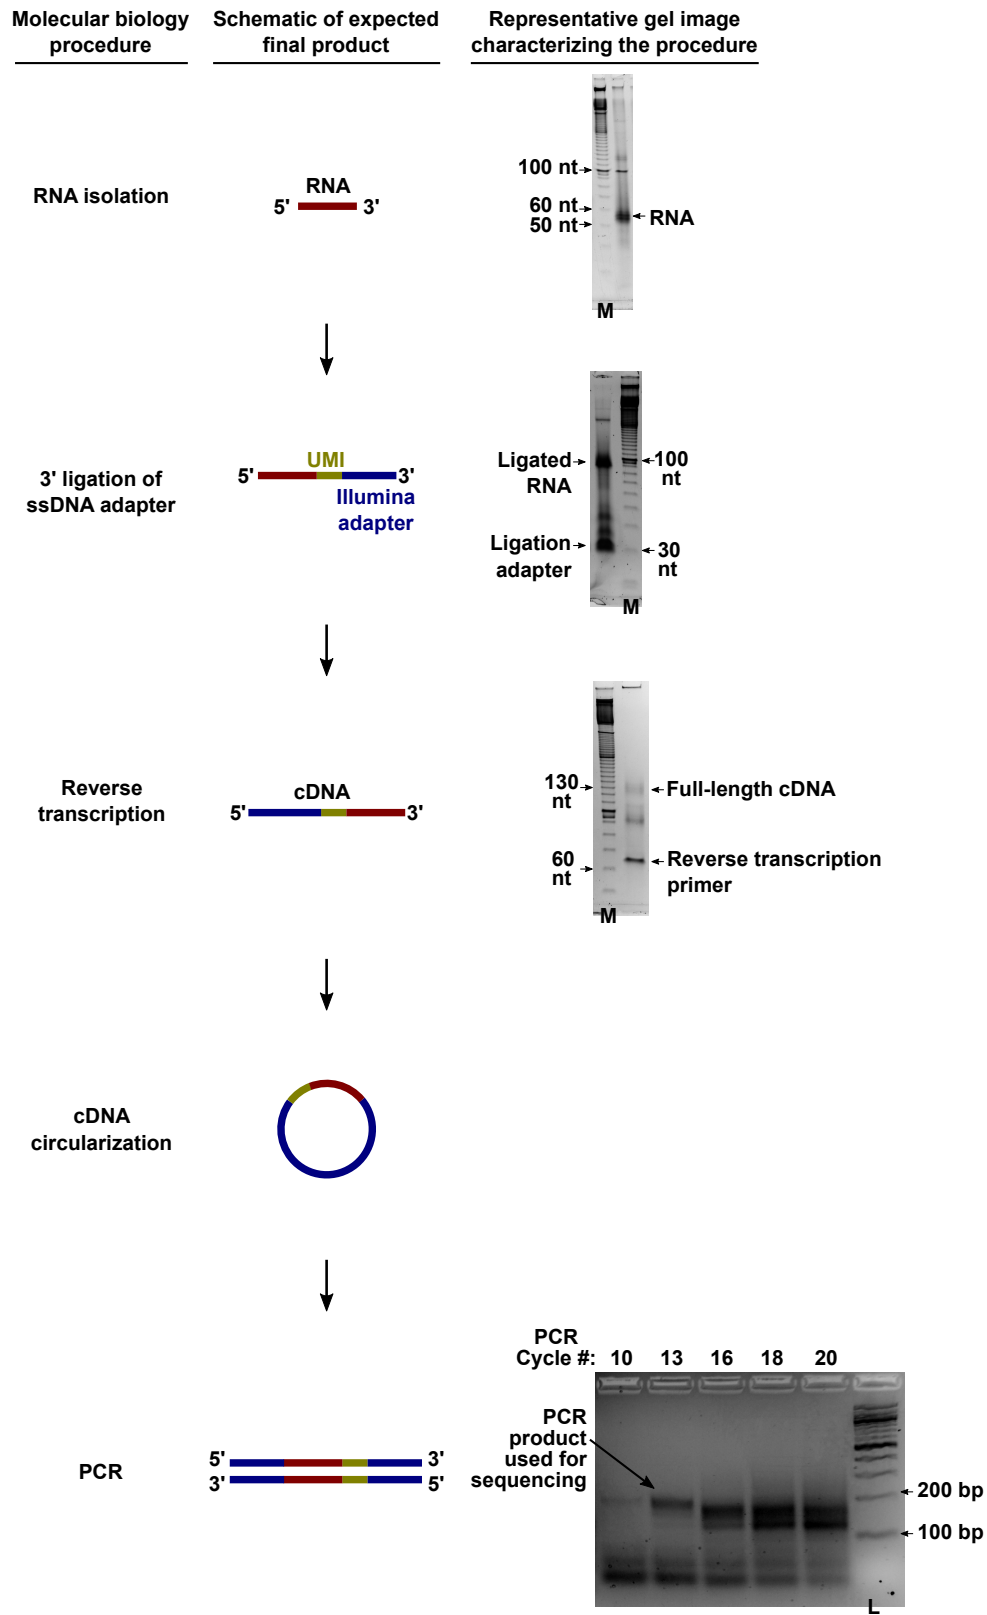 Molecular biology
procedure
Schematic of expected
final product
Representative gel image
characterizing the procedure
RNA isolation
RNA
5' 3'
100 nt
60 nt
50 nt
RNA
M
3' ligation of
ssDNA adapter
UMI
5' 3'
Illumina
adapter
Ligated
RNA
100
nt
Ligation
adapter
30
nt
M
Reverse
transcription
cDNA
5' 3'
130
nt
Full-length cDNA
60
nt
Reverse transcription
primer
M
cDNA
circularization
PCR
Cycle #: 10 13 16 18 20
PCR
5' 3'
3' 5'
PCR
product
used for
sequencing
200 bp
100 bp
L